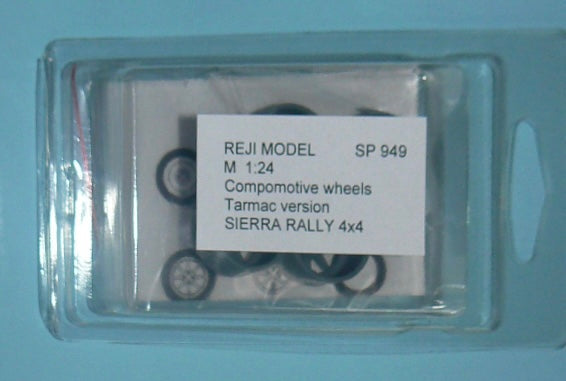 REJI MODEL SP 949
M 1:24
Compomotive wheels
Tarmac version
SIERRA RALLY 4x4